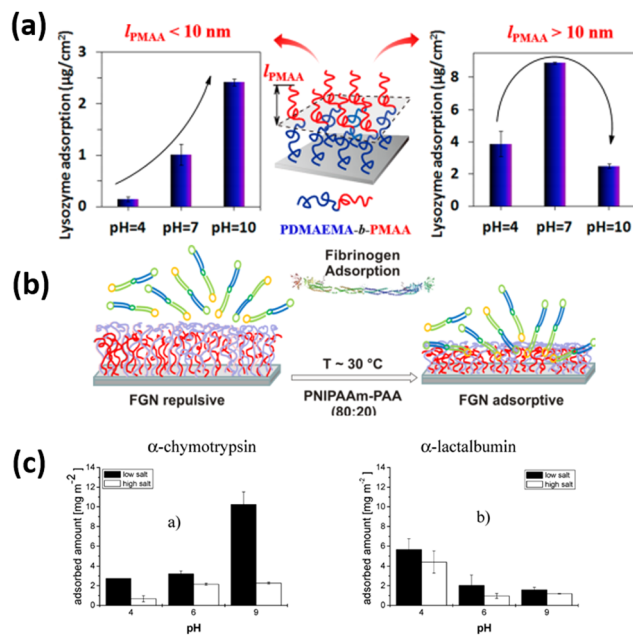 (a)
lPMAA < 10 nm
lPMAA > 10 nm
Lysozyme adsorption (µg/cm2)
3
2
1
0
pH=4 pH=7 pH=10
lPMAA
PDMAEMA-b-PMAA
Lysozyme adsorption (µg/cm2)
8
6
4
2
0
pH=4 pH=7 pH=10
(b)
Fibrinogen
Adsorption
T ~ 30 °C
PNIPAAm-PAA
(80:20)
FGN repulsive
FGN adsorptive
(c)
α-chymotrypsin
α-lactalbumin
adsorbed amount [mg m-2]
14
12
10
8
6
4
2
0
low salt
high salt
a)
4 6 9
pH
adsorbed amount [mg m-2]
14
12
10
8
6
4
2
0
low salt
high salt
b)
4 6 9
pH